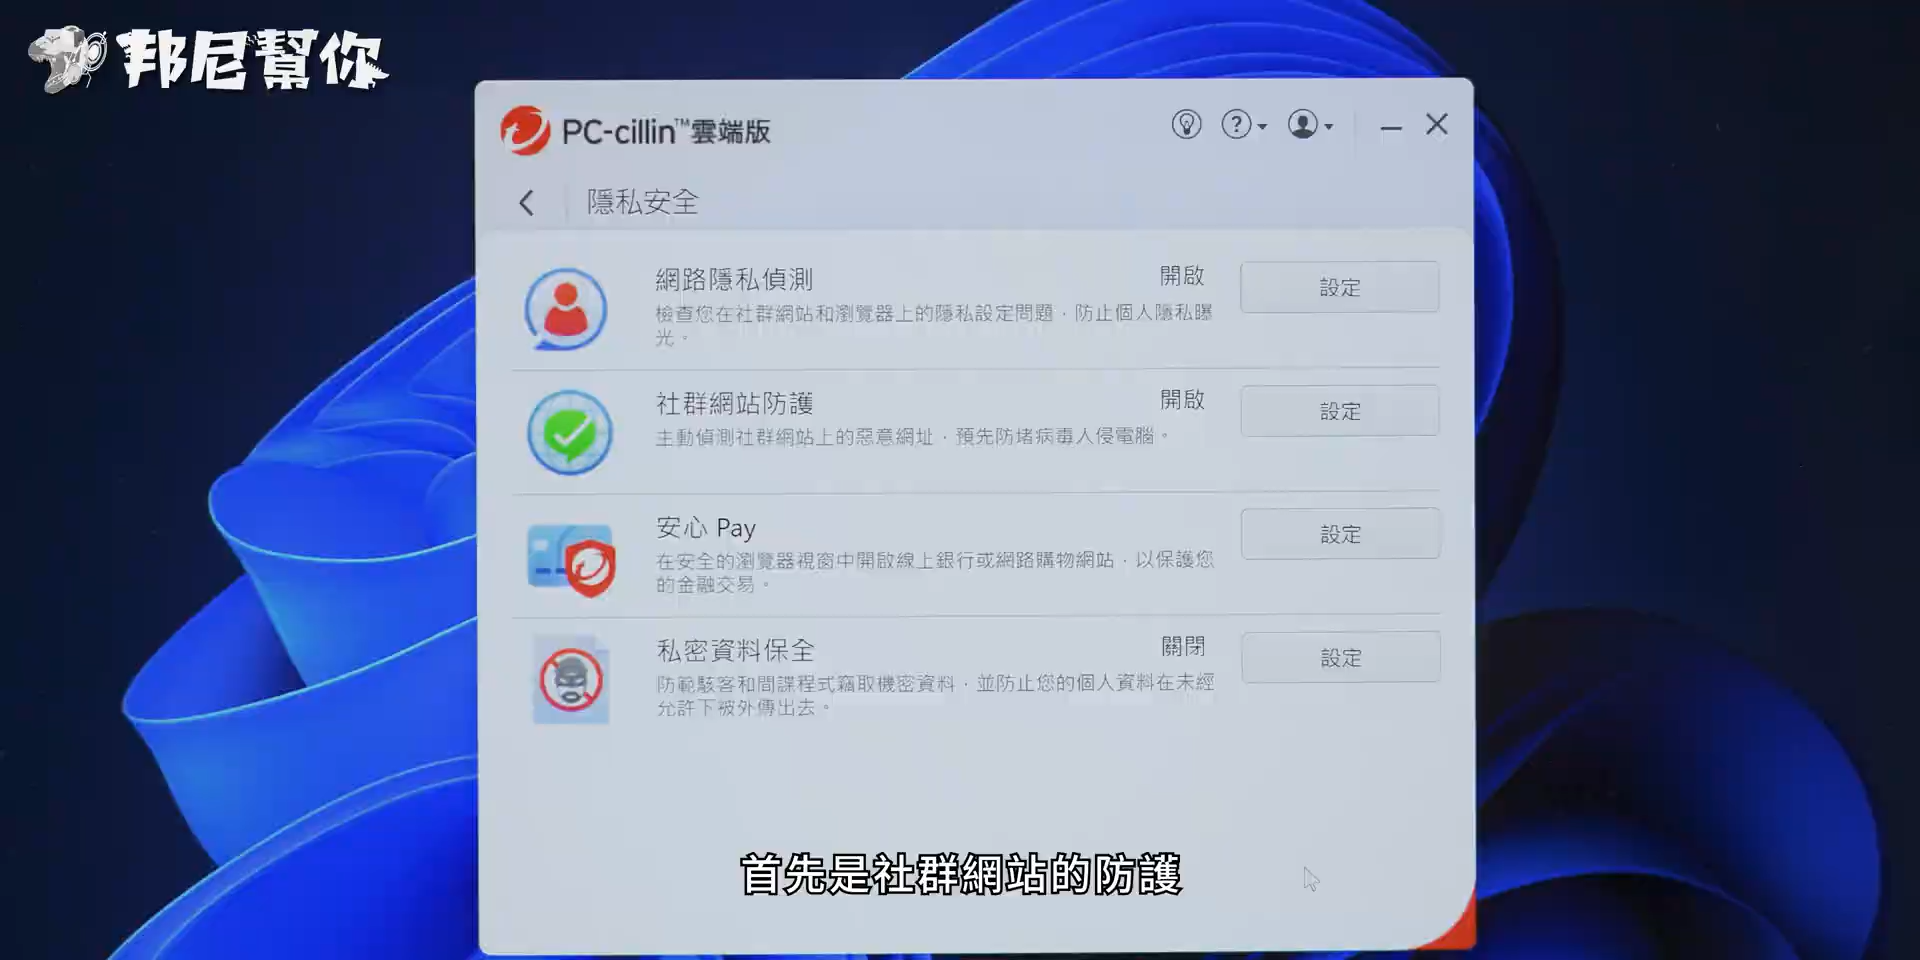 邦尼幫你
PC-cillin™雲端版
隱私安全
網路隱私偵測
開啟
設定
檢查您在社群網站和瀏覽器上的隱私設定問題，防止個人隱私曝
光。
社群網站防護
開啟
設定
主動偵測社群網站上的惡意網址，預先防堵病毒入侵電腦。
安心 Pay
設定
在安全的瀏覽器視窗中開啟線上銀行或網路購物網站，以保護您
的金融交易。
私密資料保全
關閉
設定
防範駭客和間諜程式竊取機密資料，並防止您的個人資料在未經
允許下被外傳出去。
首先是社群網站的防護